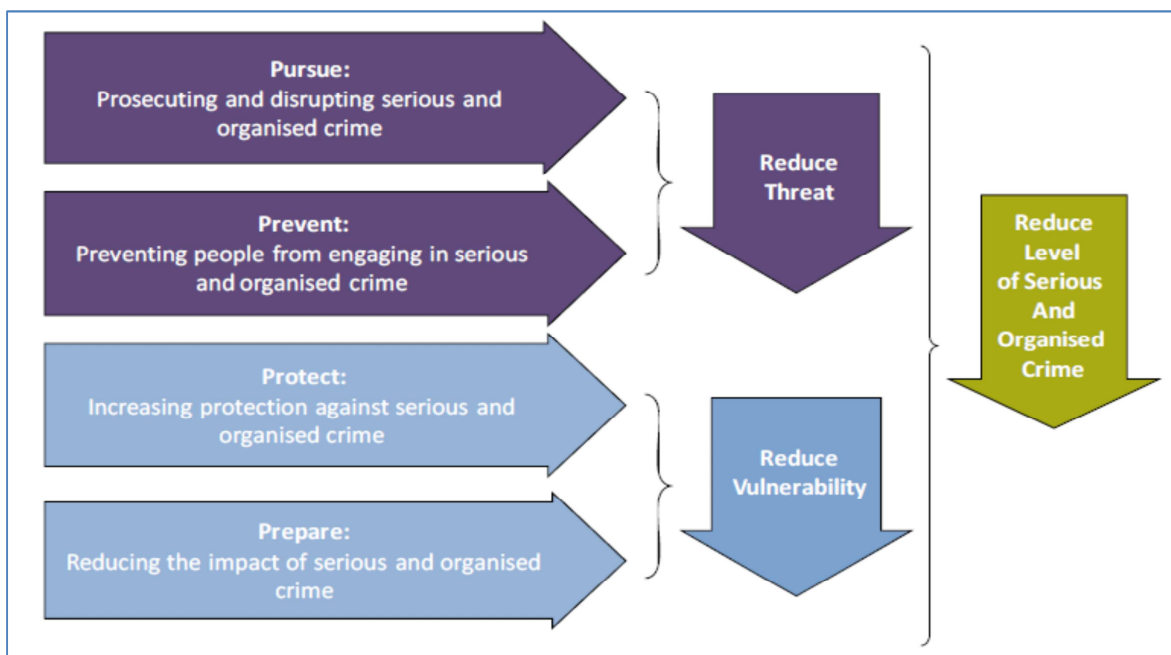 Pursue:
Prosecuting and disrupting serious and
organised crime
Prevent:
Preventing people from engaging in serious
and organised crime
Reduce
Threat
Protect:
Increasing protection against serious and
organised crime
Prepare:
Reducing the impact of serious and organised
crime
Reduce
Vulnerability
Reduce
Level
of Serious
And
Organised
Crime